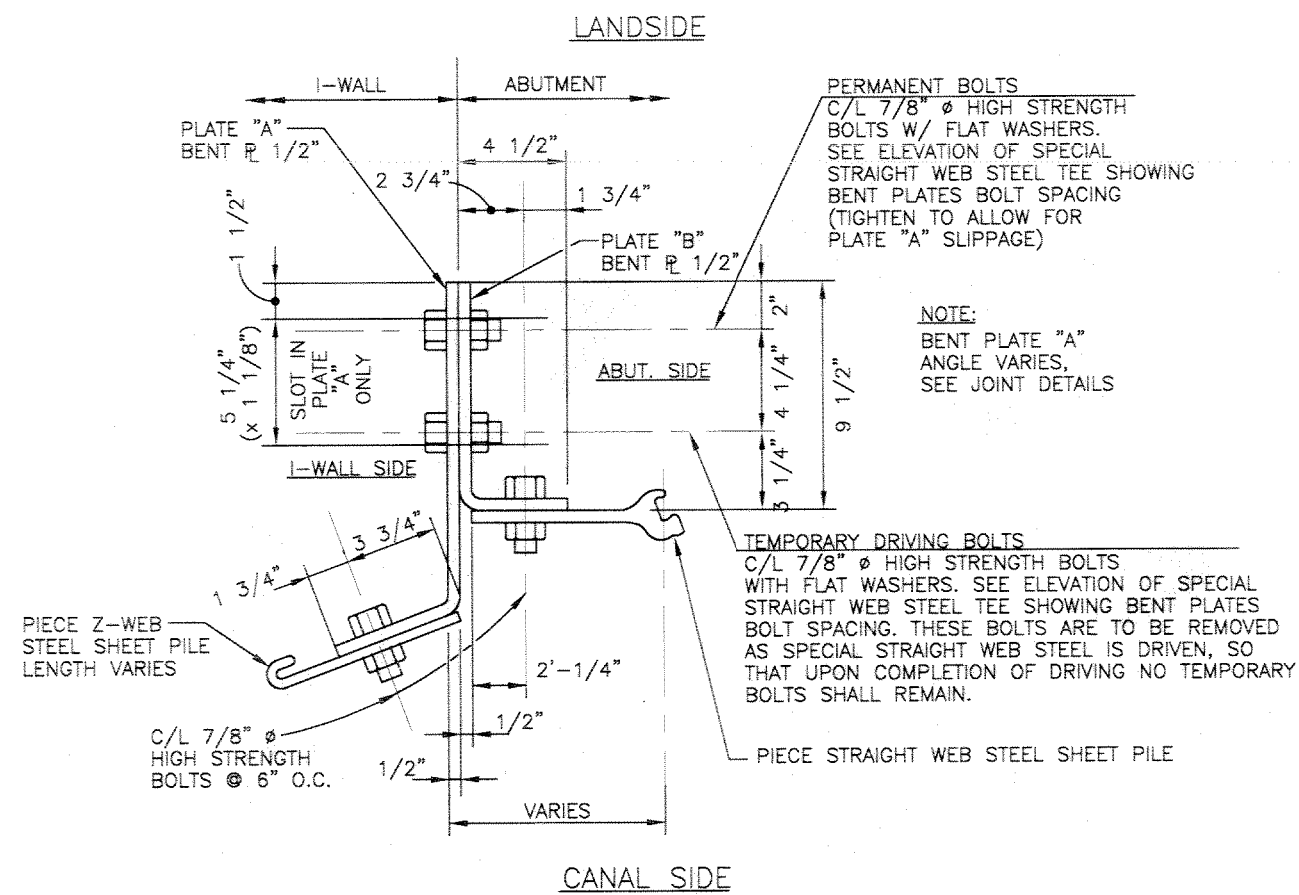 LANDSIDE
I-WALL
ABUTMENT
PLATE "A"
BENT ℄ 1/2"
4 1/2"
2 3/4"
1 3/4"
PERMANENT BOLTS
C/L 7/8" ø HIGH STRENGTH
BOLTS W/ FLAT WASHERS.
SEE ELEVATION OF SPECIAL
STRAIGHT WEB STEEL TEE SHOWING
BENT PLATES BOLT SPACING
(TIGHTEN TO ALLOW FOR
PLATE "A" SLIPPAGE)
1 1/2"
PLATE "B"
BENT ℄ 1/2"
5 1/4"
(x 1 1/8")
SLOT IN
PLATE
"A"
ONLY
ABUT. SIDE
2"
4 1/4"
3 1/4"
9 1/2"
NOTE:
BENT PLATE "A"
ANGLE VARIES,
SEE JOINT DETAILS
I-WALL SIDE
3 3/4"
1 3/4"
TEMPORARY DRIVING BOLTS
C/L 7/8" ø HIGH STRENGTH BOLTS
WITH FLAT WASHERS. SEE ELEVATION OF SPECIAL
STRAIGHT WEB STEEL TEE SHOWING BENT PLATES
BOLT SPACING. THESE BOLTS ARE TO BE REMOVED
AS SPECIAL STRAIGHT WEB STEEL IS DRIVEN, SO
THAT UPON COMPLETION OF DRIVING NO TEMPORARY
BOLTS SHALL REMAIN.
PIECE Z-WEB
STEEL SHEET PILE
LENGTH VARIES
2'-1/4"
1/2"
C/L 7/8" ø
HIGH STRENGTH
BOLTS @ 6" O.C.
1/2"
PIECE STRAIGHT WEB STEEL SHEET PILE
VARIES
CANAL SIDE